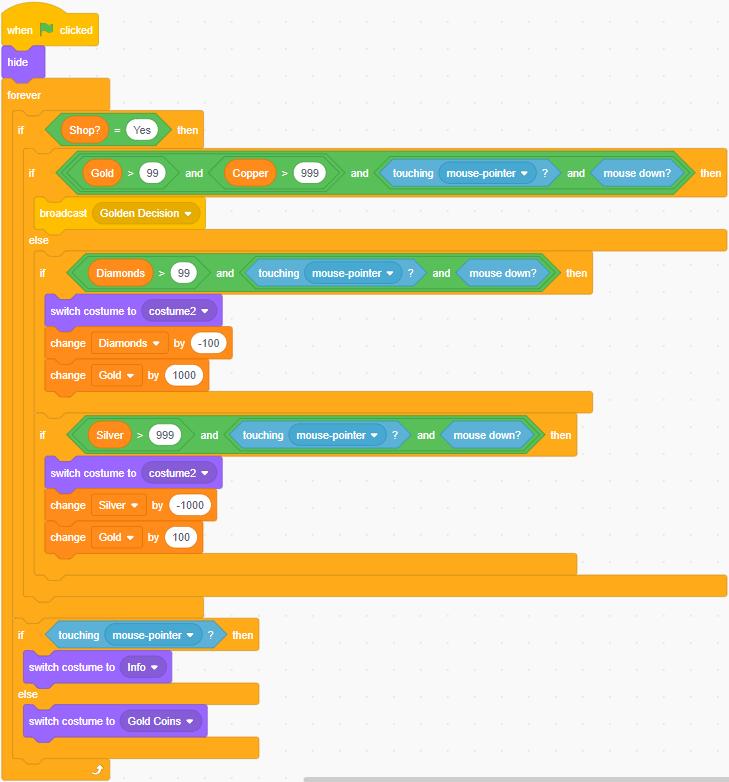 when clicked
hide
forever
if Shop? = Yes then
if Gold > 99 and Copper > 999 and touching mouse-pointer ? and mouse down? then
broadcast Golden Decision
else
if Diamonds > 99 and touching mouse-pointer ? and mouse down? then
switch costume to costume2
change Diamonds by -100
change Gold by 1000
if Silver > 999 and touching mouse-pointer ? and mouse down? then
switch costume to costume2
change Silver by -1000
change Gold by 100
if touching mouse-pointer ? then
switch costume to Info
else
switch costume to Gold Coins